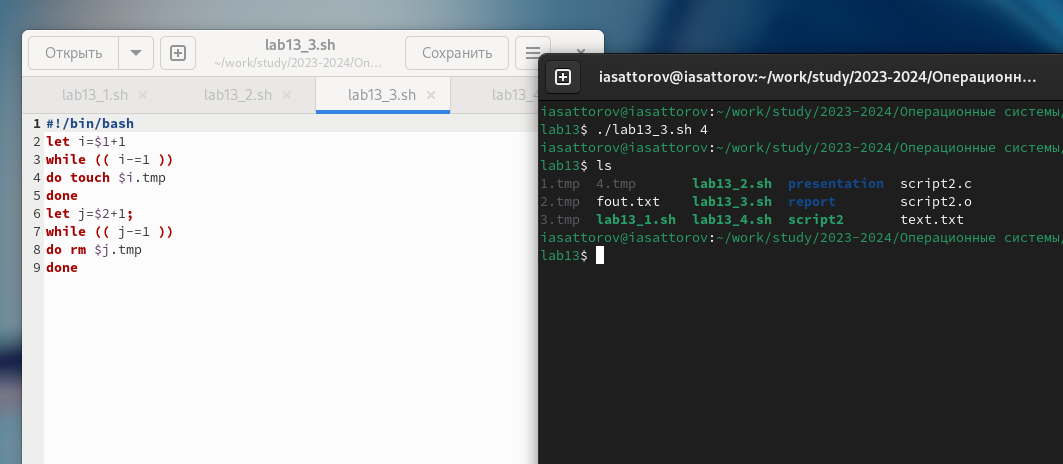 Открыть
lab13_3.sh
~/work/study/2023-2024/Оп…
Сохранить
lab13_1.sh
lab13_2.sh
lab13_3.sh
lab13_4
1 #!/bin/bash
2 let i=$1+1
3 while (( i-=1 ))
4 do touch $i.tmp
5 done
6 let j=$2+1;
7 while (( j-=1 ))
8 do rm $j.tmp
9 done
iasattorov@iasattorov:~/work/study/2023-2024/Операционн…
iasattorov@iasattorov:~/work/study/2023-2024/Операционные системы/
lab13$ ./lab13_3.sh 4
iasattorov@iasattorov:~/work/study/2023-2024/Операционные системы/
lab13$ ls
1.tmp 4.tmp lab13_2.sh presentation script2.c
2.tmp fout.txt lab13_3.sh report script2.o
3.tmp lab13_1.sh lab13_4.sh script2 text.txt
iasattorov@iasattorov:~/work/study/2023-2024/Операционные системы/
lab13$